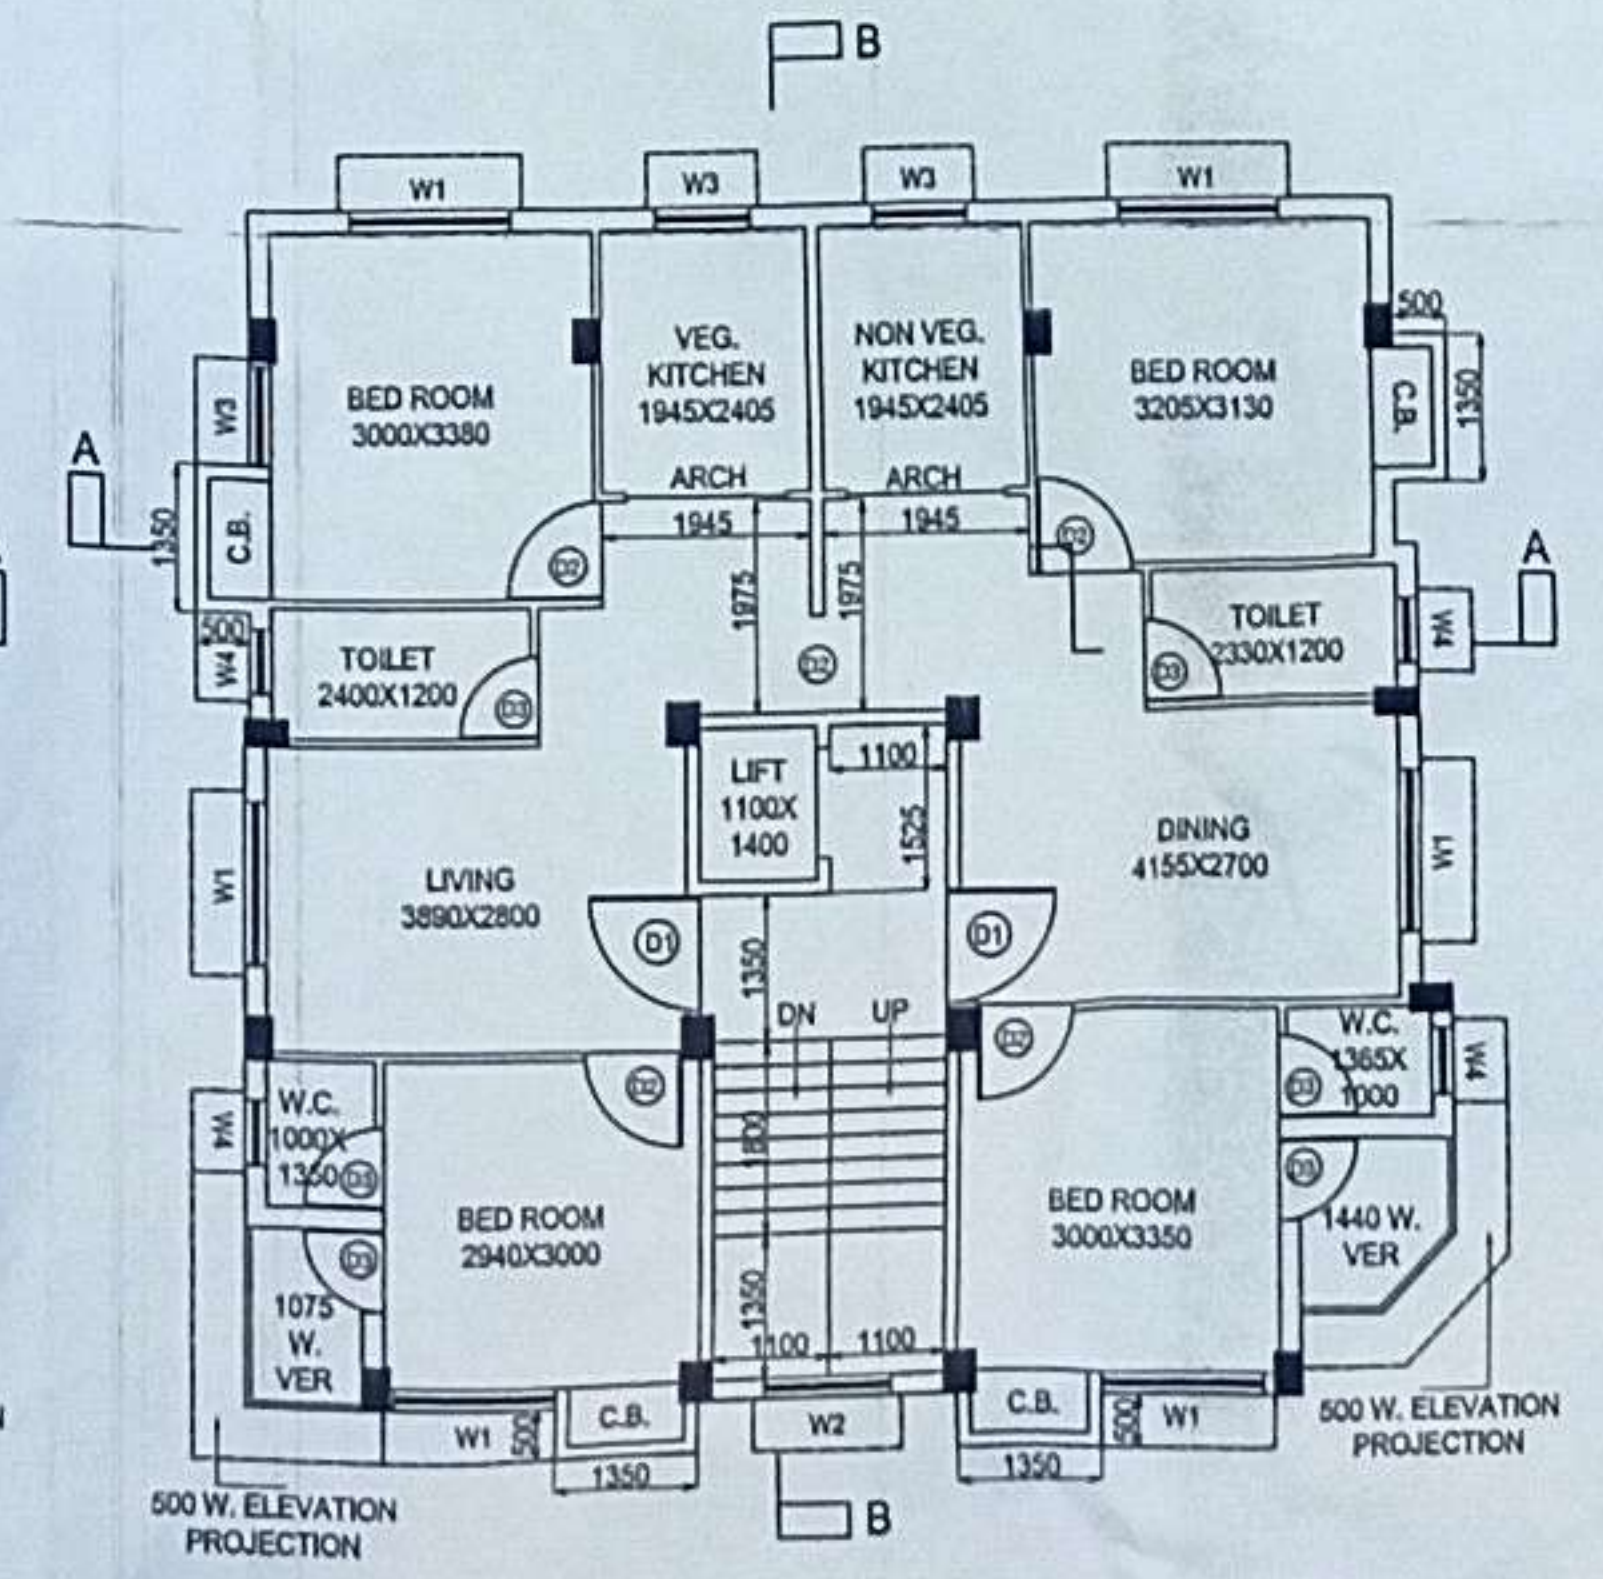 B
W1
W3
W3
W1
500
1350
C.B.
VEG.
KITCHEN
1945X2405
NON VEG.
KITCHEN
1945X2405
BED ROOM
3205X3130
BED ROOM
3000X3380
W3
A
1350
C.B.
ARCH
ARCH
1945
1945
D2
D2
A
1975
1975
500
W4
TOILET
2400X1200
D3
D2
D3
TOILET
2330X1200
W4
LIFT
1100X
1400
1100
1525
W1
LIVING
3890X2800
DINING
4155X2700
W1
D1
D1
1350
DN
UP
D2
D2
W.C.
1365X
1000
D3
W4
W4
W.C.
1000X
1350
D3
1800
D3
D3
BED ROOM
2940X3000
BED ROOM
3000X3350
1440 W.
VER
1075
W.
VER
1350
1100
1100
W1
500
C.B.
W2
C.B.
500
W1
1350
1350
500 W. ELEVATION
PROJECTION
500 W. ELEVATION
PROJECTION
B